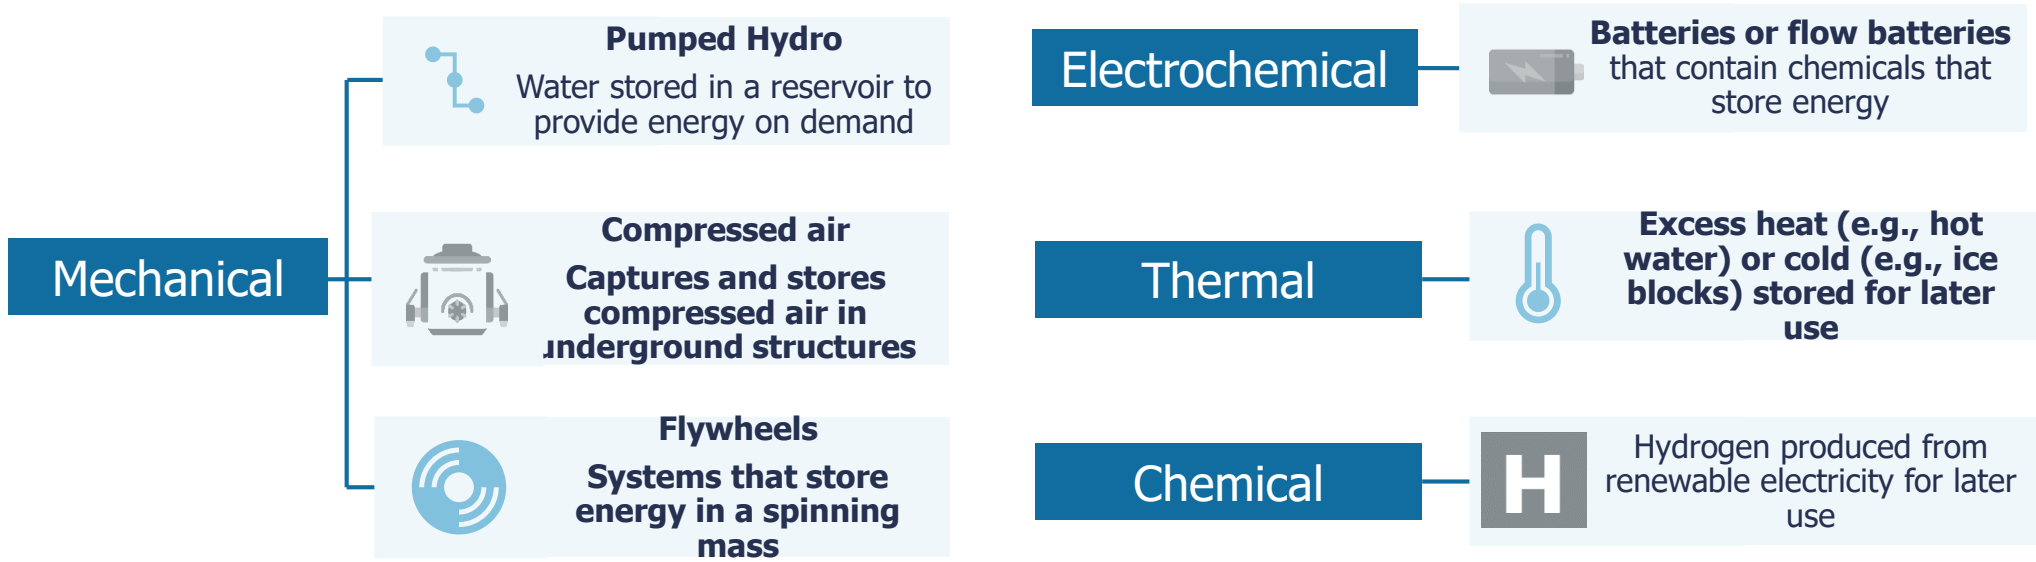 Mechanical
Pumped Hydro
Water stored in a reservoir to
provide energy on demand
Compressed air
Captures and stores
compressed air in
underground structures
Flywheels
Systems that store
energy in a spinning
mass
Electrochemical
Batteries or flow batteries
that contain chemicals that
store energy
Thermal
Excess heat (e.g., hot
water) or cold (e.g., ice
blocks) stored for later
use
Chemical
H
Hydrogen produced from
renewable electricity for later
use